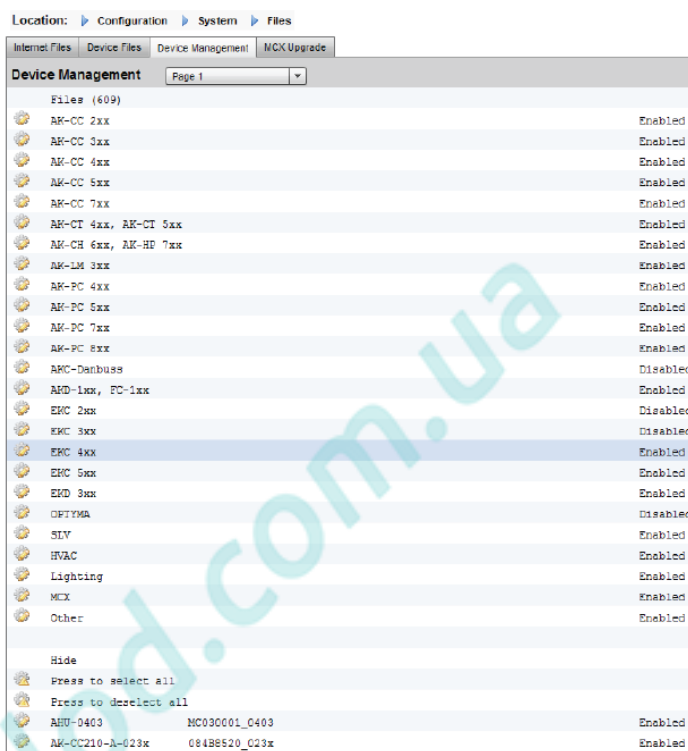 Location: Configuration System Files
Internet Files Device Files Device Management MCX Upgrade
Device Management Page 1
Files (609)
AK-CC 2xx Enabled
AK-CC 3xx Enabled
AK-CC 4xx Enabled
AK-CC 5xx Enabled
AK-CC 7xx Enabled
AK-CT 4xx, AK-CT 5xx Enabled
AK-CH 6xx, AK-HP 7xx Enabled
AK-LM 3xx Enabled
AK-PC 4xx Enabled
AK-PC 5xx Enabled
AK-PC 7xx Enabled
AK-PC 8xx Enabled
AKC-Danbuss Disabled
AKD-1xx, FC-1xx Enabled
EKC 2xx Disabled
EKC 3xx Disabled
EKC 4xx Enabled
EKC 5xx Enabled
EKD 3xx Enabled
OPTYMA Disabled
SLV Enabled
HVAC Enabled
Lighting Enabled
MCX Enabled
Other Enabled
Hide
Press to select all
Press to deselect all
AHU-0403 MC030001_0403 Enabled
AK-CC210-A-023x 084B8520_023x Enabled
od.com.ua